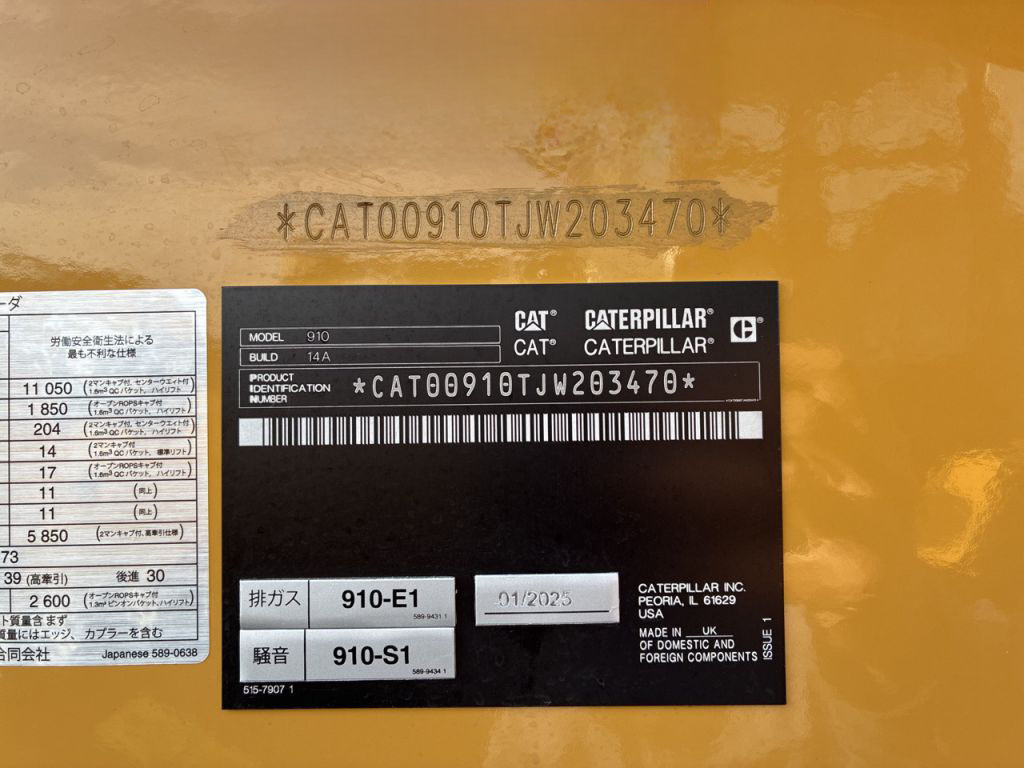 *CAT00910TJW203470*
ーダ
労働安全衛生法による
最も不利な仕様
11 050 (2マンキャブ付, センターウエイト付 1.6m³ QC バケット, ハイリフト)
1 850 (オープンROPSキャブ付 1.6m³ QC バケット, ハイリフト)
204 (2マンキャブ付, センターウエイト付 1.6m³ QC バケット, ハイリフト)
14 (2マンキャブ付 1.6m³ QC バケット, 標準リフト)
17 (オープンROPSキャブ付 1.6m³ QC バケット, ハイリフト)
11 (同上)
11 (同上)
5 850 (2マンキャブ付, 高牽引仕様)
73
39 (高牽引) 後進 30
2 600 (オープンROPSキャブ付 1.3m³ ピンオンバケット, ハイリフト)
ト質量含まず
質量にはエッジ、カプラーを含む
合同会社 Japanese 589-0638
CAT® CATERPILLAR® C®
CAT® CATERPILLAR®
MODEL 910
BUILD 14A
PRODUCT
IDENTIFICATION
NUMBER
*CAT00910TJW203470*
排ガス 910-E1
589-9431 1
騒音 910-S1
589-9434 1
515-7907 1
01/2025
CATERPILLAR INC.
PEORIA, IL 61629
USA
MADE IN UK
OF DOMESTIC AND
FOREIGN COMPONENTS
ISSUE 1